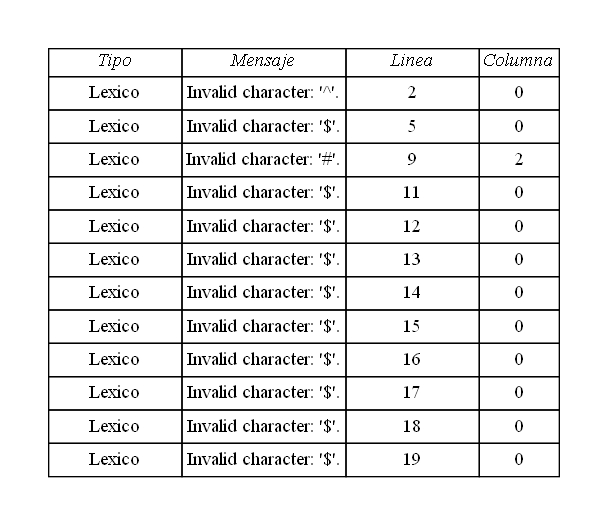 Tipo Mensaje Linea Columna
Lexico Invalid character: '^'. 2 0
Lexico Invalid character: '$'. 5 0
Lexico Invalid character: '#'. 9 2
Lexico Invalid character: '$'. 11 0
Lexico Invalid character: '$'. 12 0
Lexico Invalid character: '$'. 13 0
Lexico Invalid character: '$'. 14 0
Lexico Invalid character: '$'. 15 0
Lexico Invalid character: '$'. 16 0
Lexico Invalid character: '$'. 17 0
Lexico Invalid character: '$'. 18 0
Lexico Invalid character: '$'. 19 0